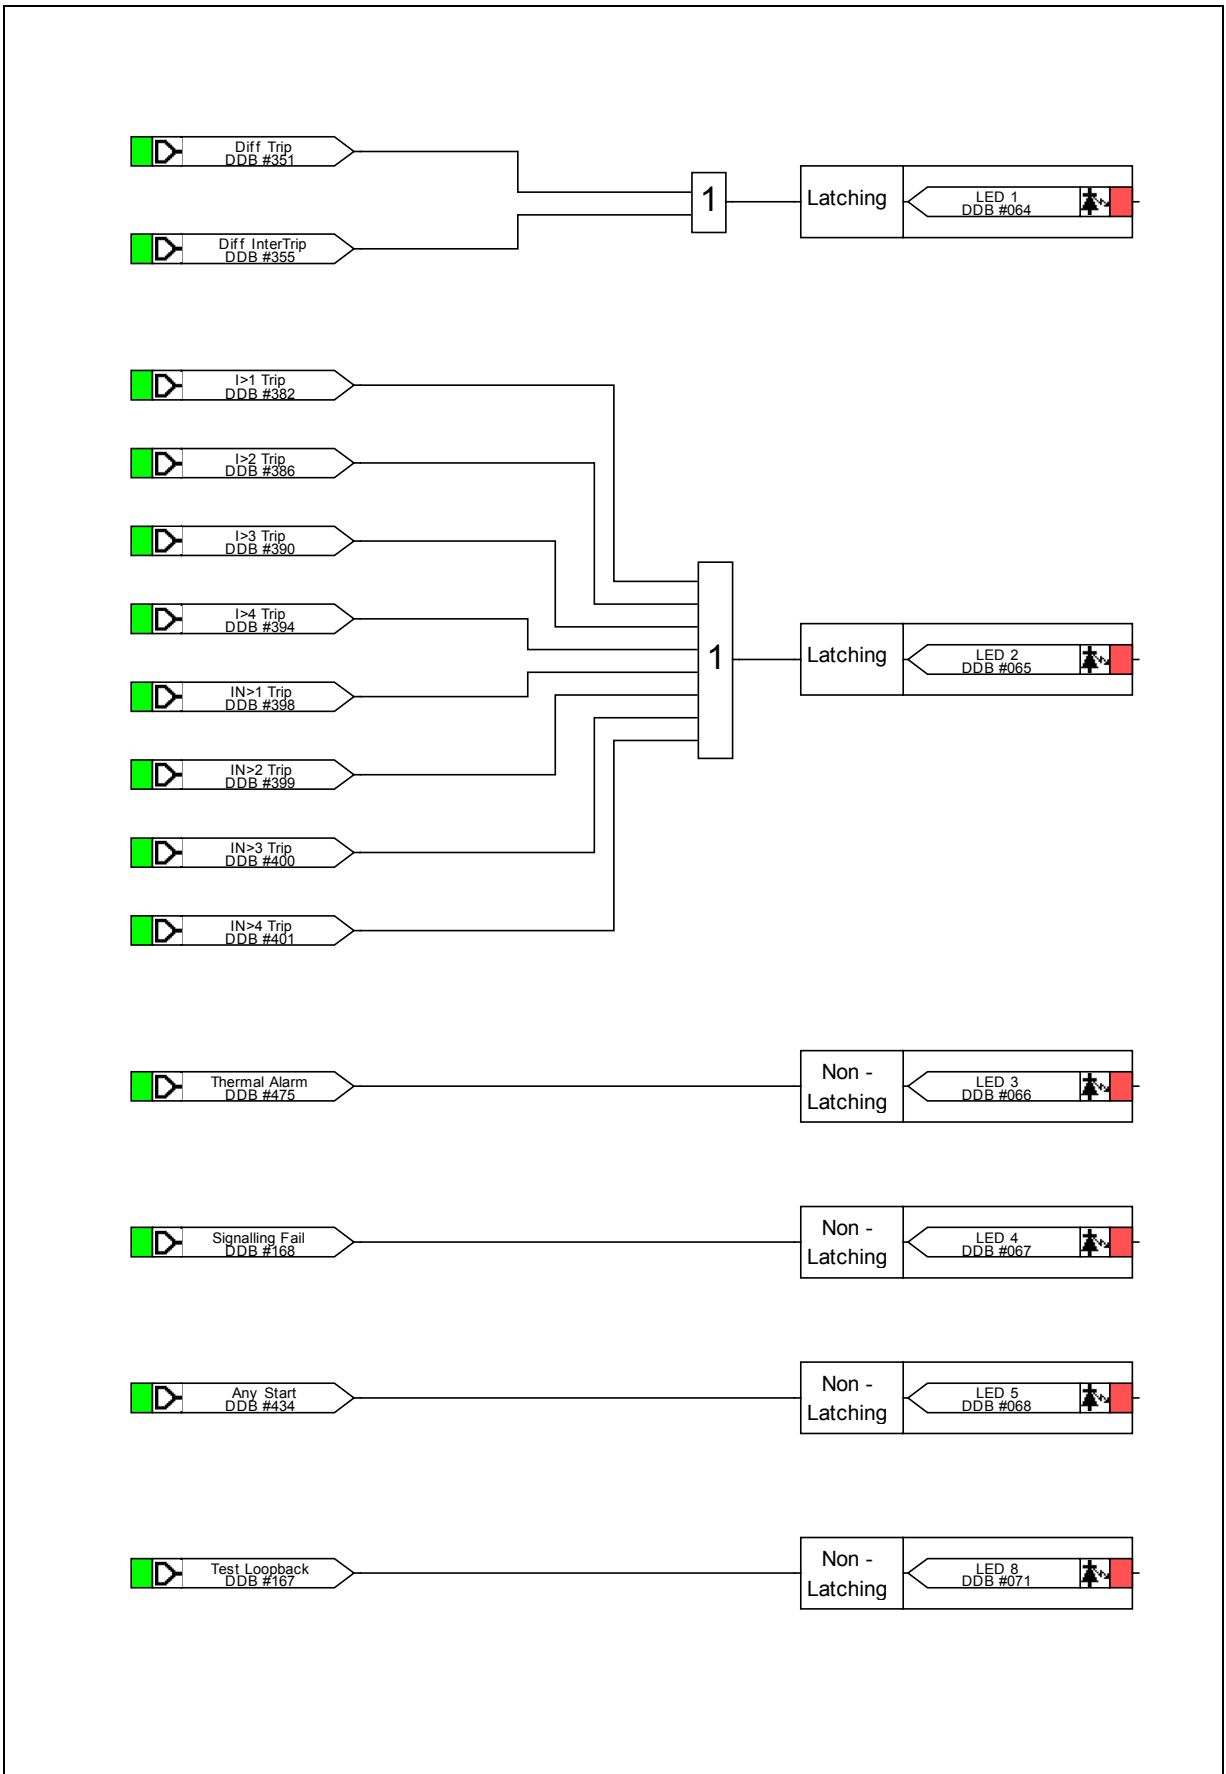 Diff Trip
DDB #351
Diff InterTrip
DDB #355
1
Latching
LED 1
DDB #064
I>1 Trip
DDB #382
I>2 Trip
DDB #386
I>3 Trip
DDB #390
I>4 Trip
DDB #394
IN>1 Trip
DDB #398
IN>2 Trip
DDB #399
IN>3 Trip
DDB #400
IN>4 Trip
DDB #401
1
Latching
LED 2
DDB #065
Thermal Alarm
DDB #475
Non -
Latching
LED 3
DDB #066
Signalling Fail
DDB #168
Non -
Latching
LED 4
DDB #067
Any Start
DDB #434
Non -
Latching
LED 5
DDB #068
Test Loopback
DDB #167
Non -
Latching
LED 8
DDB #071